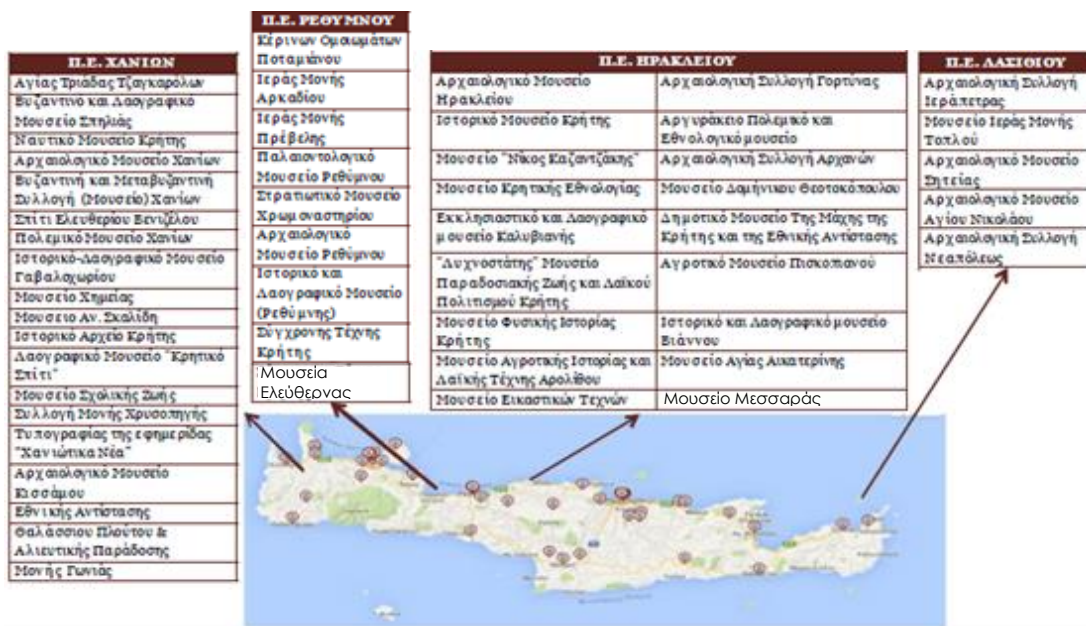 Π.Ε. ΧΑΝΙΩΝ
Αγίας Τριάδας Τζαγκαρόλων
Βυζαντινο και Λαογραφικό
Μουσείο Σπηλιάς
Ναυτικό Μουσείο Κρήτης
Αρχαιολογικό Μουσείο Χανίων
Βυζαντινή και Μεταβυζαντινή
Συλλογή (Μουσείο) Χανίων
Σπίτι Ελευθερίου Βενιζέλου
Πολεμικό Μουσείο Χανίων
Ιστορικό-Λαογραφικό Μουσείο
Γαβαλοχωρίου
Μουσείο Χημείας
Μουσειο Αν. Σκαλίδη
Ιστορικό Αρχείο Κρήτης
Λαογραφικό Μουσείο "Κρητικό
Σπίτι"
Μουσείο Σχολικής Ζωής
Συλλογή Μονής Χρυσοπηγής
Τυπογραφίας της εφημερίδας
"Χανιώτικα Νέα"
Αρχαιολογικό Μουσείο
Κισσάμου
Εθνικής Αντίστασης
Θαλάσσιου Πλούτου &
Αλιευτικής Παράδοσης
Μονής Γωνιάς
Π.Ε. ΡΕΘΥΜΝΟΥ
Κέρινων Ομοιωμάτων
Ποταμιάνου
Ιεράς Μονής
Αρκαδίου
Ιεράς Μονής
Πρέβελης
Παλαιοντολογικό
Μουσείο Ρεθύμνου
Στρατιωτικό Μουσείο
Χρωμοναστηρίου
Αρχαιολογικό
Μουσείο Ρεθύμνου
Ιστορικό και
Λαογραφικό Μουσείο
(Ρεθύμνης)
Σύγχρονης Τέχνης
Κρήτης
Μουσεία
Ελεύθερνας
Π.Ε. ΗΡΑΚΛΕΙΟΥ
Αρχαιολογικό Μουσείο
Ηρακλείου
Αρχαιολογική Συλλογή Γορτύνας
Ιστορικό Μουσείο Κρήτης
Αργυράκειο Πολεμικό και
Εθνολογικό μουσείο
Μουσείο "Νίκος Καζαντζάκης"
Αρχαιολογική Συλλογή Αρχανών
Μουσείο Κρητικής Εθνολογίας
Μουσείο Δομήνικου Θεοτοκόπουλου
Εκκλησιαστικό και Λαογραφικό
μουσείο Καλυβιανής
Δημοτικό Μουσείο Της Μάχης της
Κρήτης και της Εθνικής Αντίστασης
"Λυχνοστάτης" Μουσείο
Παραδοσιακής Ζωής και Λαϊκού
Πολιτισμού Κρήτης
Αγροτικό Μουσείο Πισκοπιανού
Μουσείο Φυσικής Ιστορίας
Κρήτης
Ιστορικό και Λαογραφικό μουσείο
Βιάννου
Μουσείο Αγροτικής Ιστορίας και
Λαϊκής Τέχνης Αρολίθου
Μουσείο Αγίας Αικατερίνης
Μουσείο Εικαστικών Τεχνών
Μουσείο Μεσσαράς
Π.Ε. ΛΑΣΙΘΙΟΥ
Αρχαιολογική Συλλογή
Ιεράπετρας
Μουσείο Ιεράς Μονής
Τοπλού
Αρχαιολογικό Μουσείο
Σητείας
Αρχαιολογικό Μουσείο
Αγίου Νικολάου
Αρχαιολογική Συλλογή
Νεαπόλεως